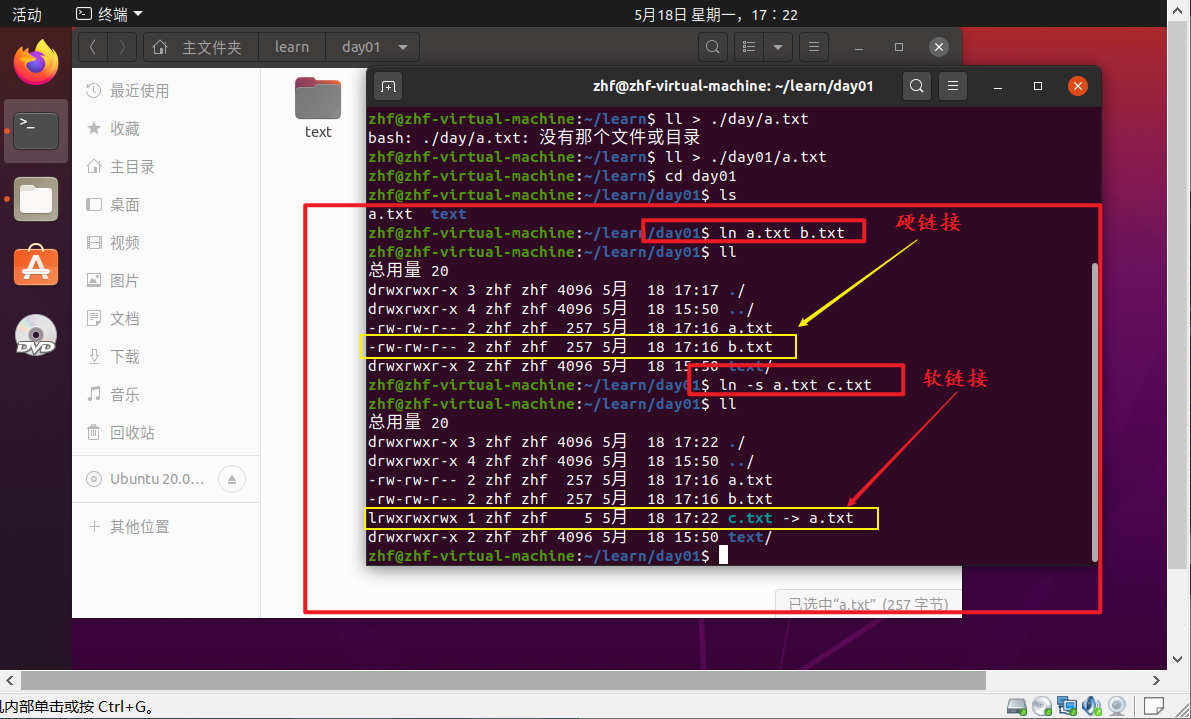 活动
终端
5月18日 星期一，17：22
主文件夹
learn
day01
最近使用
收藏
主目录
桌面
视频
图片
文档
下载
音乐
回收站
Ubuntu 20.0…
其他位置
text
zhf@zhf-virtual-machine: ~/learn/day01
zhf@zhf-virtual-machine:~/learn$ ll > ./day/a.txt
bash: ./day/a.txt: 没有那个文件或目录
zhf@zhf-virtual-machine:~/learn$ ll > ./day01/a.txt
zhf@zhf-virtual-machine:~/learn$ cd day01
zhf@zhf-virtual-machine:~/learn/day01$ ls
a.txt  text
zhf@zhf-virtual-machine:~/learn/day01$ ln a.txt b.txt
硬链接
zhf@zhf-virtual-machine:~/learn/day01$ ll
总用量 20
drwxrwxr-x 3 zhf zhf 4096 5月  18 17:17 ./
drwxrwxr-x 4 zhf zhf 4096 5月  18 15:50 ../
-rw-rw-r-- 2 zhf zhf  257 5月  18 17:16 a.txt
-rw-rw-r-- 2 zhf zhf  257 5月  18 17:16 b.txt
drwxrwxr-x 2 zhf zhf 4096 5月  18 15:50 text/
zhf@zhf-virtual-machine:~/learn/day01$ ln -s a.txt c.txt
软链接
zhf@zhf-virtual-machine:~/learn/day01$ ll
总用量 20
drwxrwxr-x 3 zhf zhf 4096 5月  18 17:22 ./
drwxrwxr-x 4 zhf zhf 4096 5月  18 15:50 ../
-rw-rw-r-- 2 zhf zhf  257 5月  18 17:16 a.txt
-rw-rw-r-- 2 zhf zhf  257 5月  18 17:16 b.txt
lrwxrwxrwx 1 zhf zhf    5 5月  18 17:22 c.txt -> a.txt
drwxrwxr-x 2 zhf zhf 4096 5月  18 15:50 text/
zhf@zhf-virtual-machine:~/learn/day01$
已选中“a.txt” (257 字节)
DVD
内部单击或按 Ctrl+G。